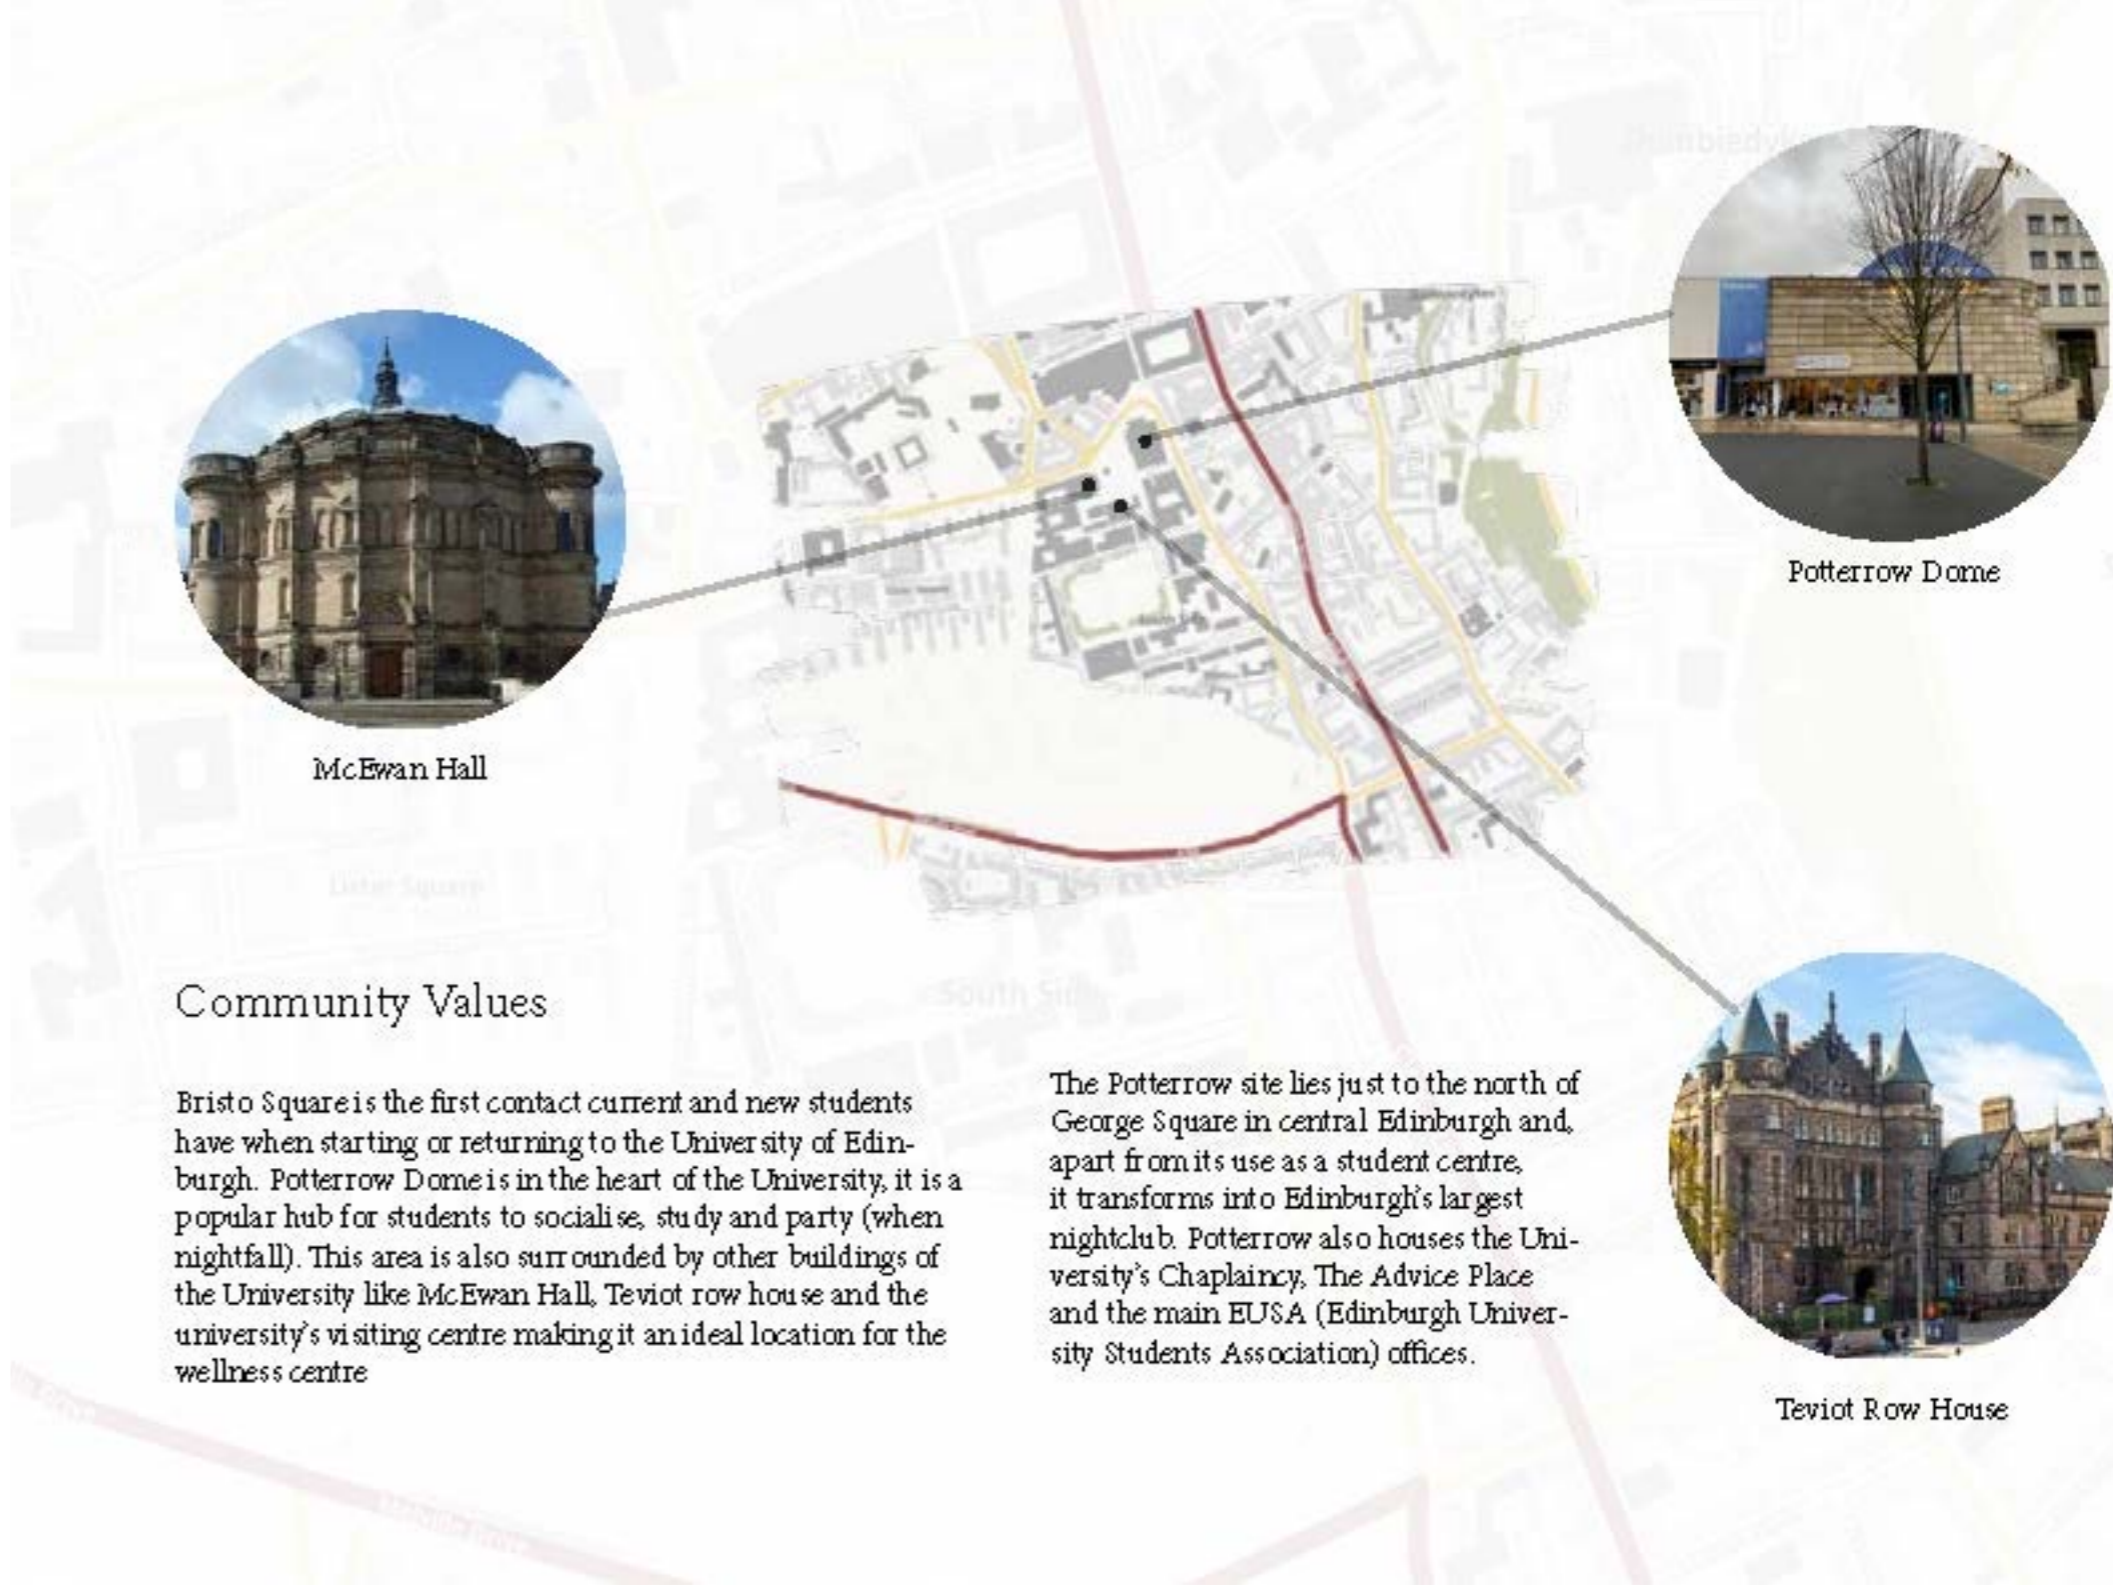 Potterrow Dome
McEwan Hall
Lister Square
South Side
Community Values
Bristo Square is the first contact current and new students
have when starting or returning to the University of Edin-
burgh. Potterrow Dome is in the heart of the University, it is a
popular hub for students to socialise, study and party (when
nightfall). This area is also surrounded by other buildings of
the University like McEwan Hall, Teviot row house and the
university's visiting centre making it an ideal location for the
wellness centre
The Potterrow site lies just to the north of
George Square in central Edinburgh and,
apart from its use as a student centre,
it transforms into Edinburgh's largest
nightclub. Potterrow also houses the Uni-
versity's Chaplaincy, The Advice Place
and the main EUSA (Edinburgh Univer-
sity Students Association) offices.
Teviot Row House
Melville Drive